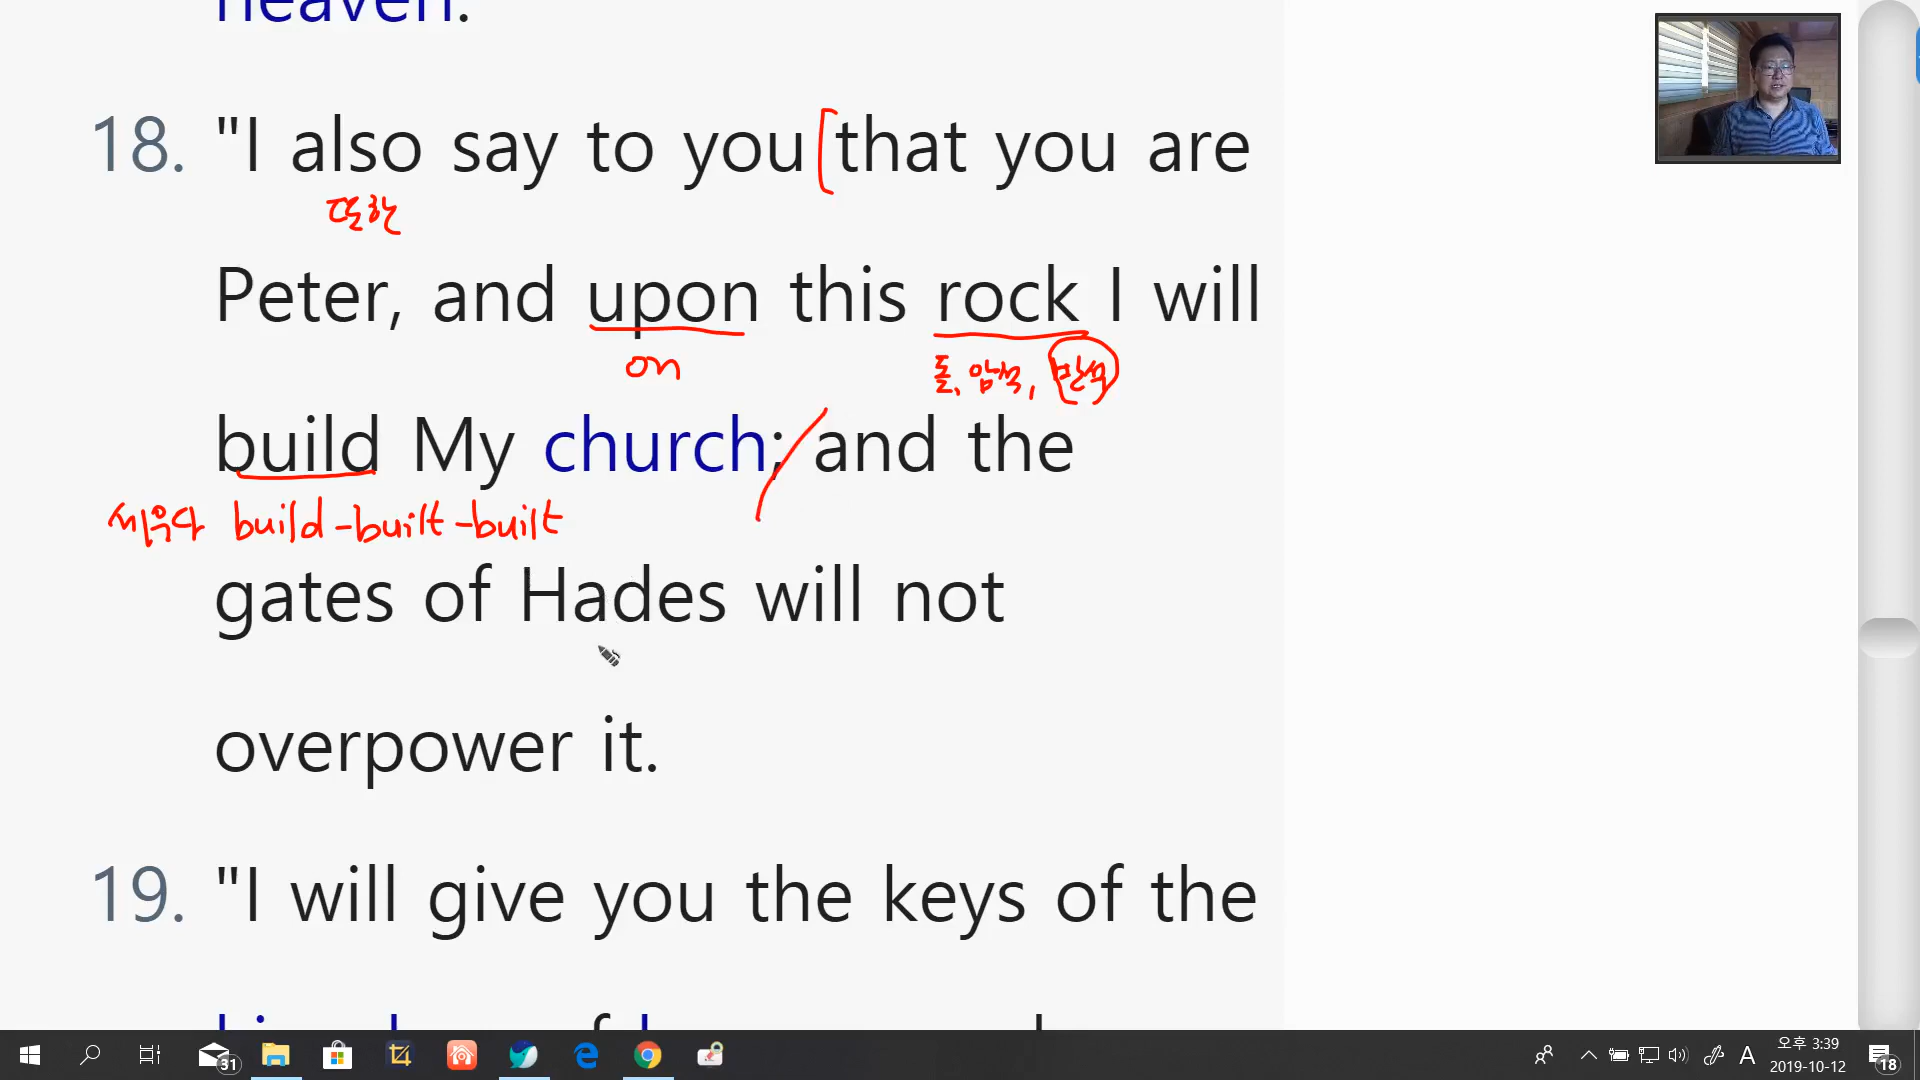 heaven.
18. "I also say to you [that you are
또한
Peter, and upon this rock I will
on 돌, 암석, 반석
build My church; / and the
세우다 build-built-built
gates of Hades will not
overpower it.
19. "I will give you the keys of the
31
A
오후 3:39
2019-10-12
18